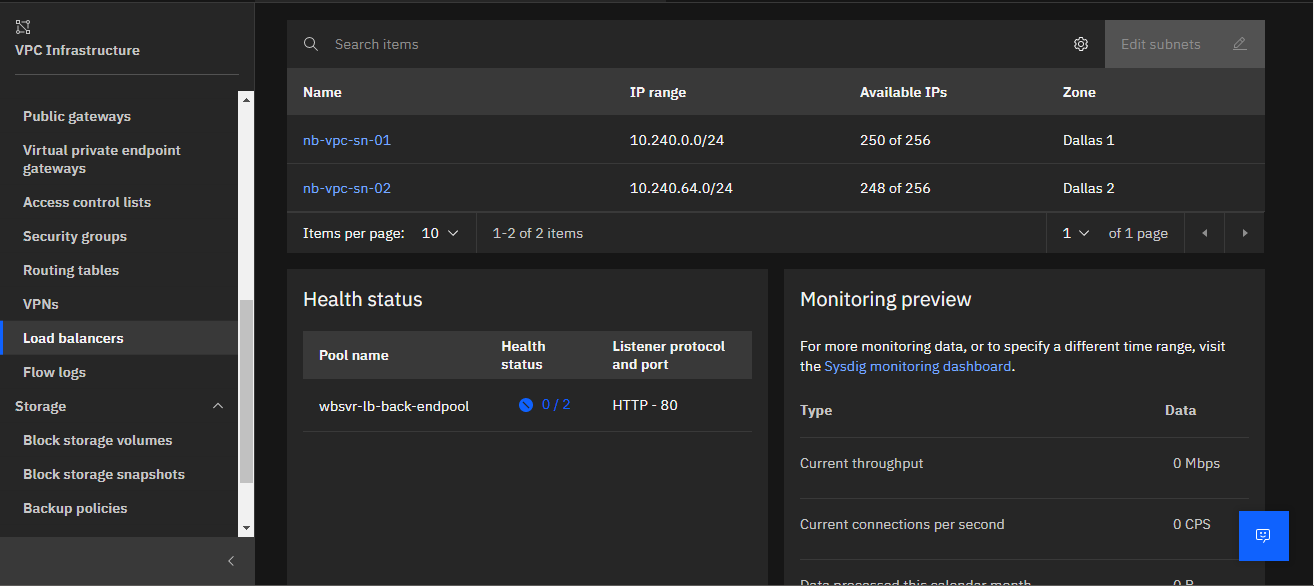 VPC Infrastructure
Public gateways
Virtual private endpoint
gateways
Access control lists
Security groups
Routing tables
VPNs
Load balancers
Flow logs
Storage
Block storage volumes
Block storage snapshots
Backup policies
Search items
Edit subnets
Name IP range Available IPs Zone
nb-vpc-sn-01 10.240.0.0/24 250 of 256 Dallas 1
nb-vpc-sn-02 10.240.64.0/24 248 of 256 Dallas 2
Items per page: 10 1-2 of 2 items 1 of 1 page
Health status
Pool name Health status Listener protocol and port
wbsvr-lb-back-endpool 0 / 2 HTTP - 80
Monitoring preview
For more monitoring data, or to specify a different time range, visit
the Sysdig monitoring dashboard.
Type Data
Current throughput 0 Mbps
Current connections per second 0 CPS
Data processed this calendar month 0 B